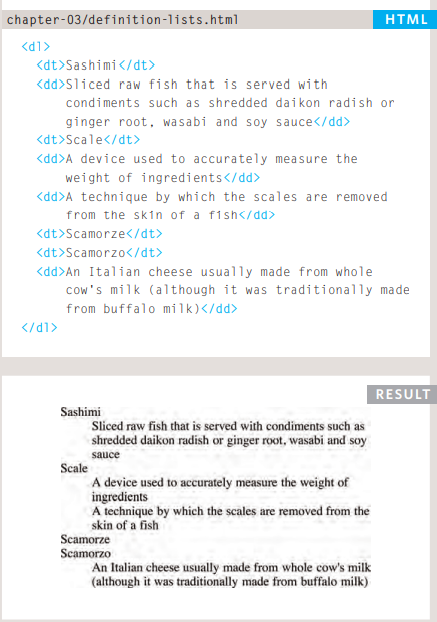 chapter-03/definition-lists.html HTML
<dl>
<dt>Sashimi</dt>
<dd>Sliced raw fish that is served with
condiments such as shredded daikon radish or
ginger root, wasabi and soy sauce</dd>
<dt>Scale</dt>
<dd>A device used to accurately measure the
weight of ingredients</dd>
<dd>A technique by which the scales are removed
from the skin of a fish</dd>
<dt>Scamorze</dt>
<dt>Scamorzo</dt>
<dd>An Italian cheese usually made from whole
cow's milk (although it was traditionally made
from buffalo milk)</dd>
</dl>
RESULT
Sashimi
Sliced raw fish that is served with condiments such as
shredded daikon radish or ginger root, wasabi and soy
sauce
Scale
A device used to accurately measure the weight of
ingredients
A technique by which the scales are removed from the
skin of a fish
Scamorze
Scamorzo
An Italian cheese usually made from whole cow's milk
(although it was traditionally made from buffalo milk)